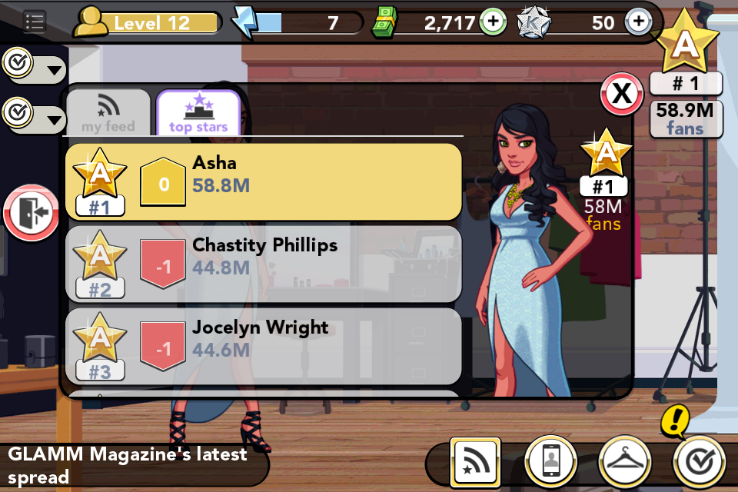 Level 12
7
2,717
K
50
A
# 1
58.9M
fans
my feed
top stars
X
A
#1
0
Asha
58.8M
A
#1
58M
fans
A
#2
-1
Chastity Phillips
44.8M
A
#3
-1
Jocelyn Wright
44.6M
!
GLAMM Magazine's latest
spread